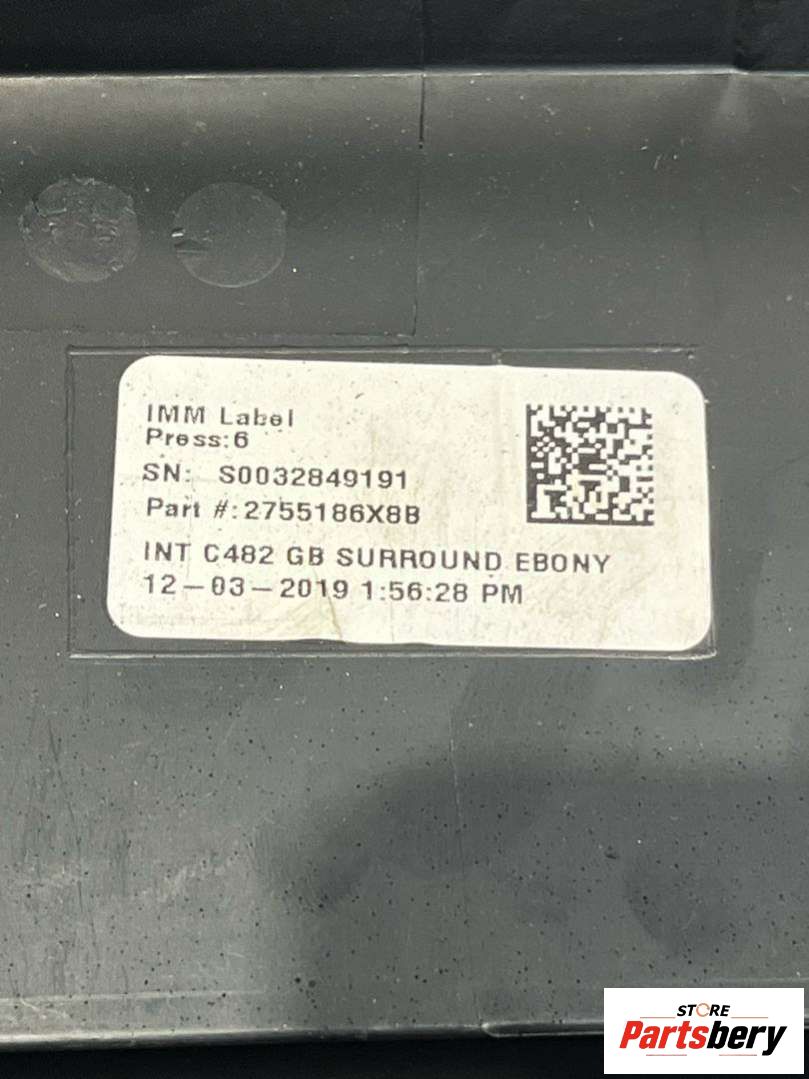 IMM Label
Press:6
SN: S0032849191
Part #:2755186X8B
INT C482 GB SURROUND EBONY
12-03-2019 1:56:28 PM
STORE
Partsbery